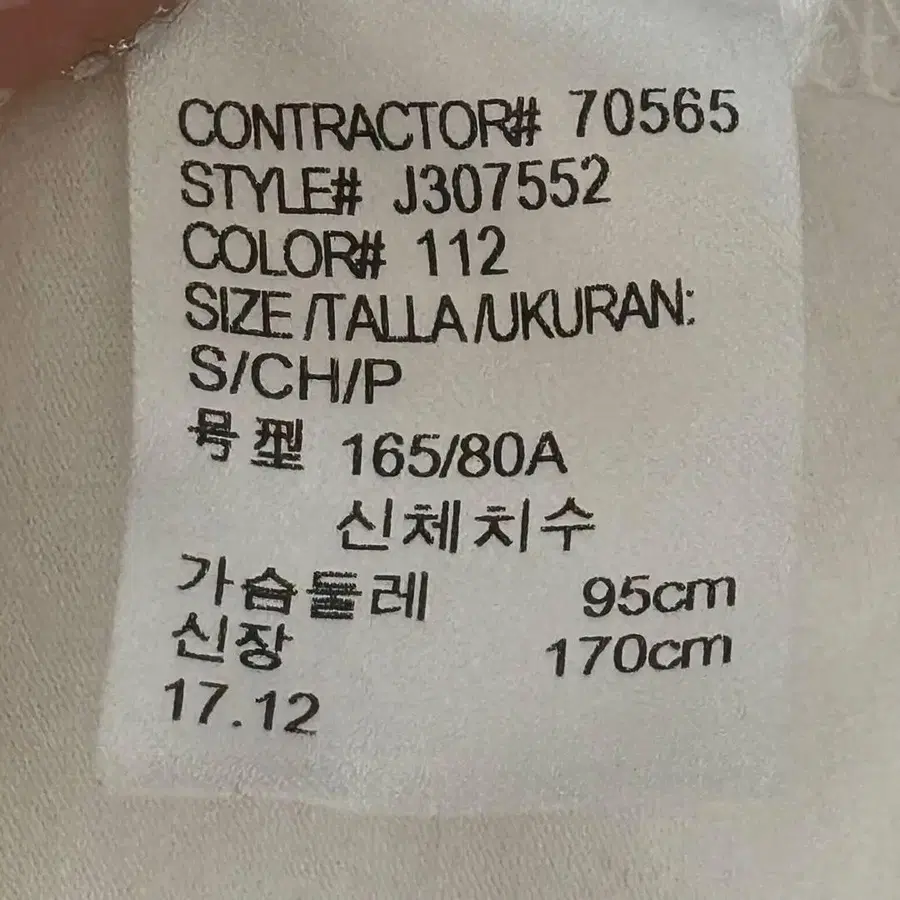 CONTRACTOR# 70565
STYLE# J307552
COLOR# 112
SIZE/TALLA/UKURAN:
S/CH/P
号型 165/80A
신체치수
가슴둘레 95cm
신장 170cm
17.12